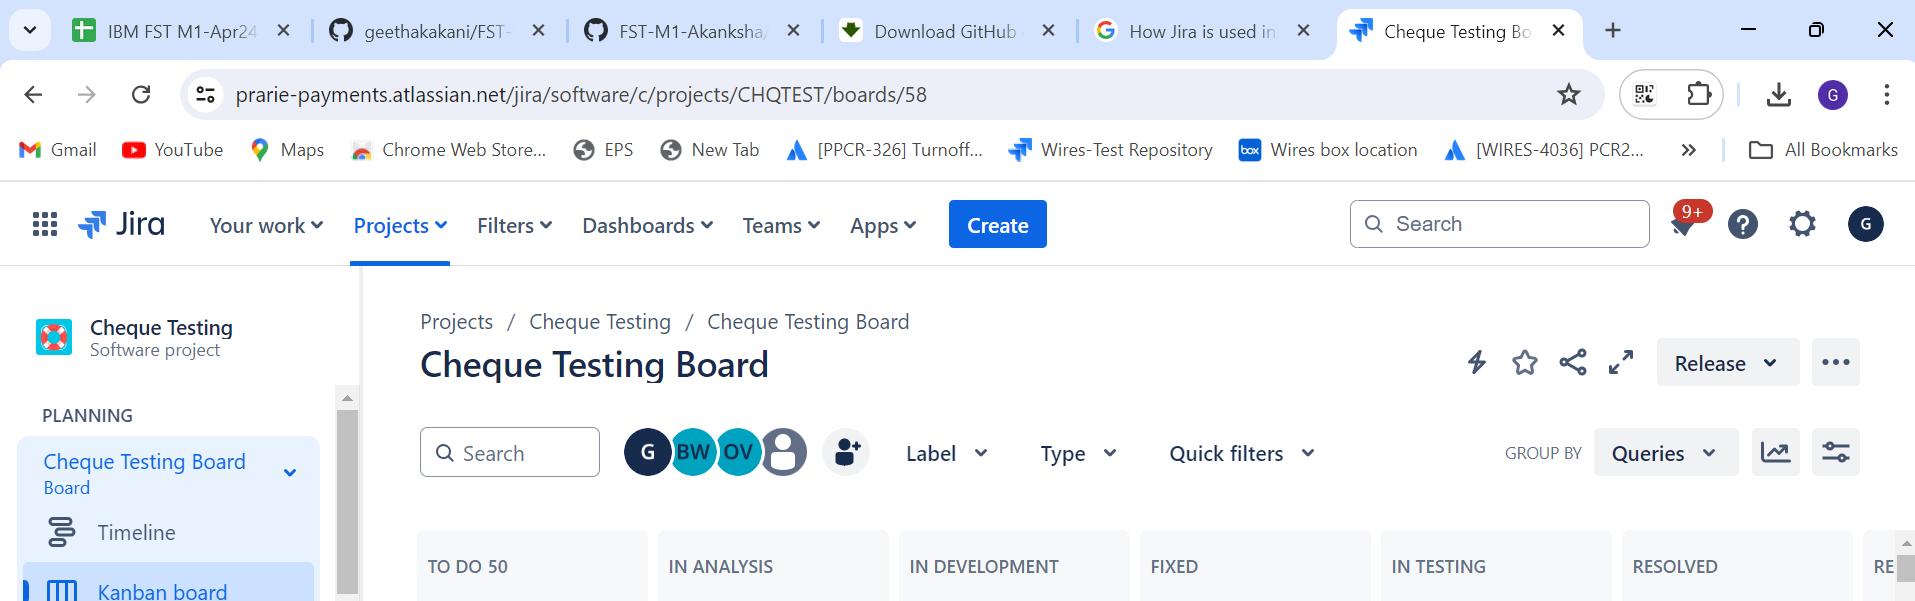 IBM FST M1-Apr24
geethakakani/FST-
FST-M1-Akanksha/
Download GitHub
How Jira is used in
Cheque Testing Bo
prarie-payments.atlassian.net/jira/software/c/projects/CHQTEST/boards/58
G
Gmail
YouTube
Maps
Chrome Web Store...
EPS
New Tab
[PPCR-326] Turnoff...
Wires-Test Repository
box
Wires box location
[WIRES-4036] PCR2...
All Bookmarks
Jira
Your work
Projects
Filters
Dashboards
Teams
Apps
Create
Search
9+
G
Cheque Testing
Software project
PLANNING
Cheque Testing Board
Board
Timeline
Kanban board
Projects / Cheque Testing / Cheque Testing Board
Cheque Testing Board
Release
Search
G
BW
OV
Label
Type
Quick filters
GROUP BY
Queries
TO DO 50
IN ANALYSIS
IN DEVELOPMENT
FIXED
IN TESTING
RESOLVED
RE